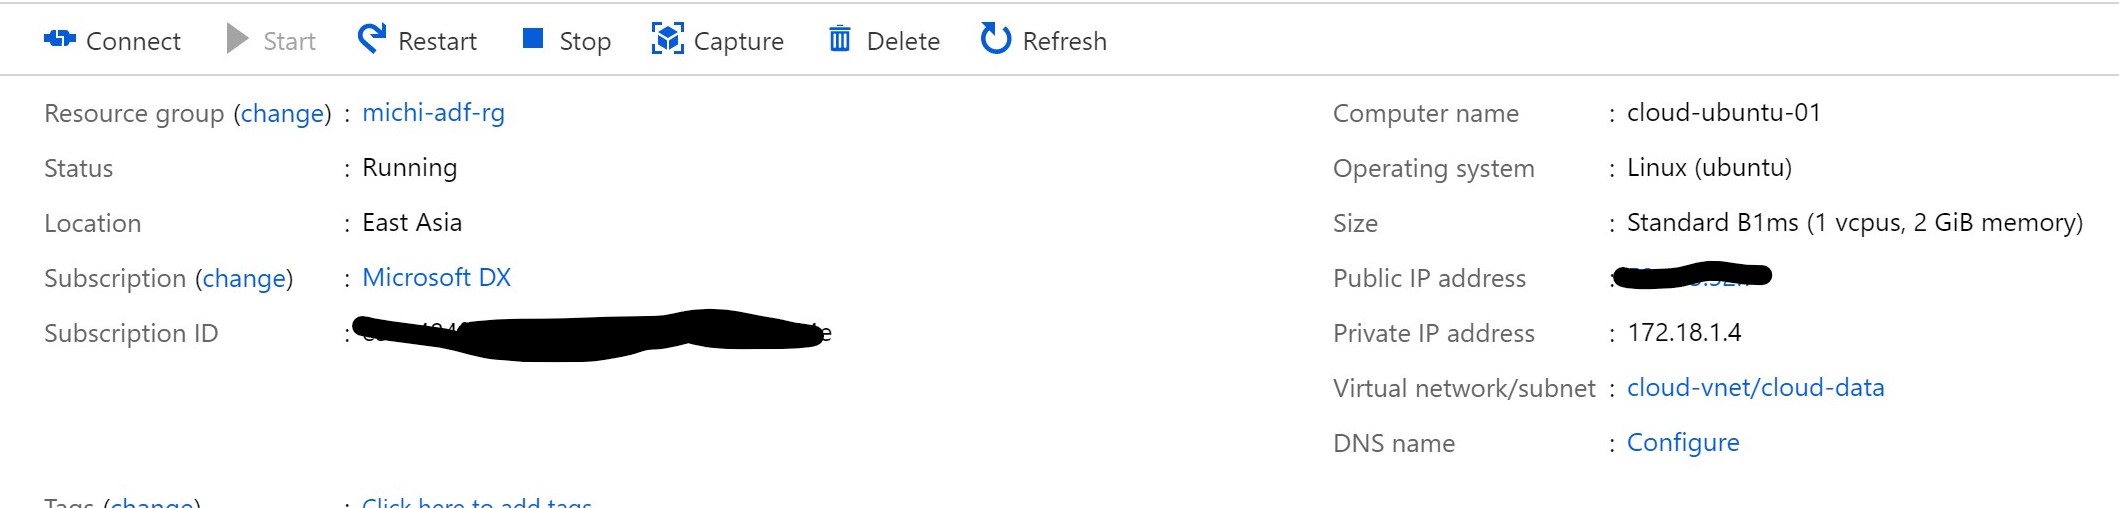 Connect Start Restart Stop Capture Delete Refresh
Resource group (change) : michi-adf-rg
Status : Running
Location : East Asia
Subscription (change) : Microsoft DX
Subscription ID :
Computer name : cloud-ubuntu-01
Operating system : Linux (ubuntu)
Size : Standard B1ms (1 vcpus, 2 GiB memory)
Public IP address :
Private IP address : 172.18.1.4
Virtual network/subnet : cloud-vnet/cloud-data
DNS name : Configure
Tags (change) : Click here to add tags